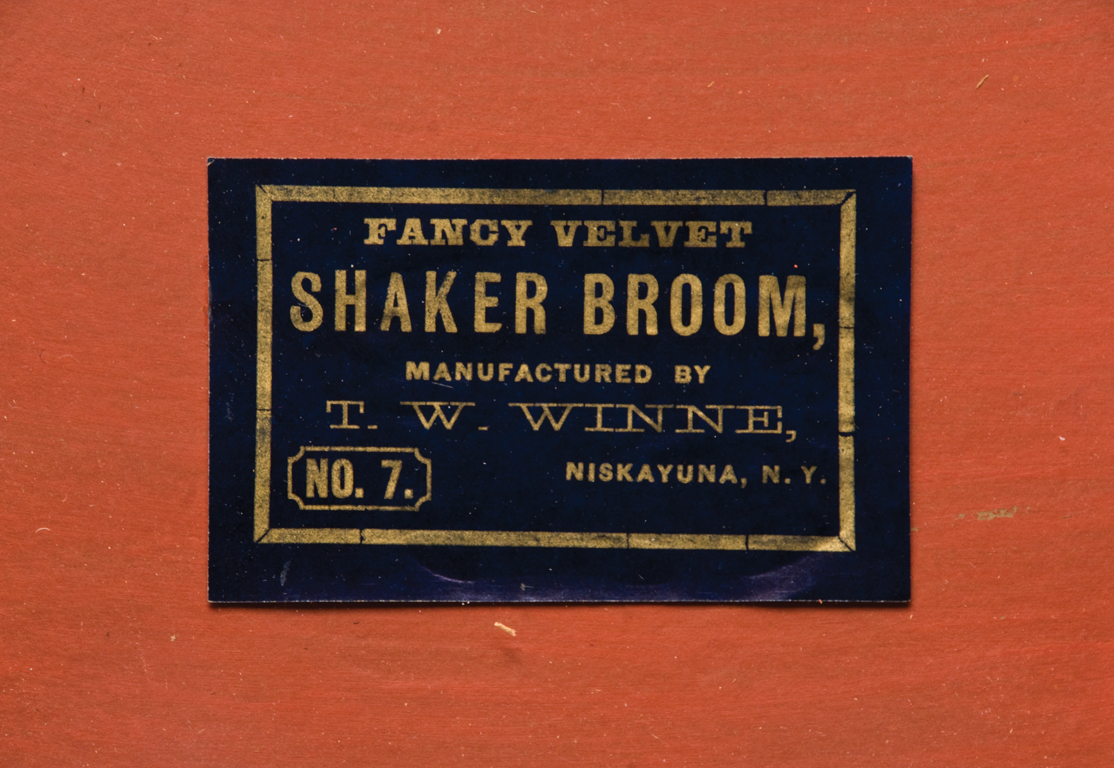 FANCY VELVET
SHAKER BROOM,
MANUFACTURED BY
T. W. WINNE,
NO. 7.
NISKAYUNA, N. Y.